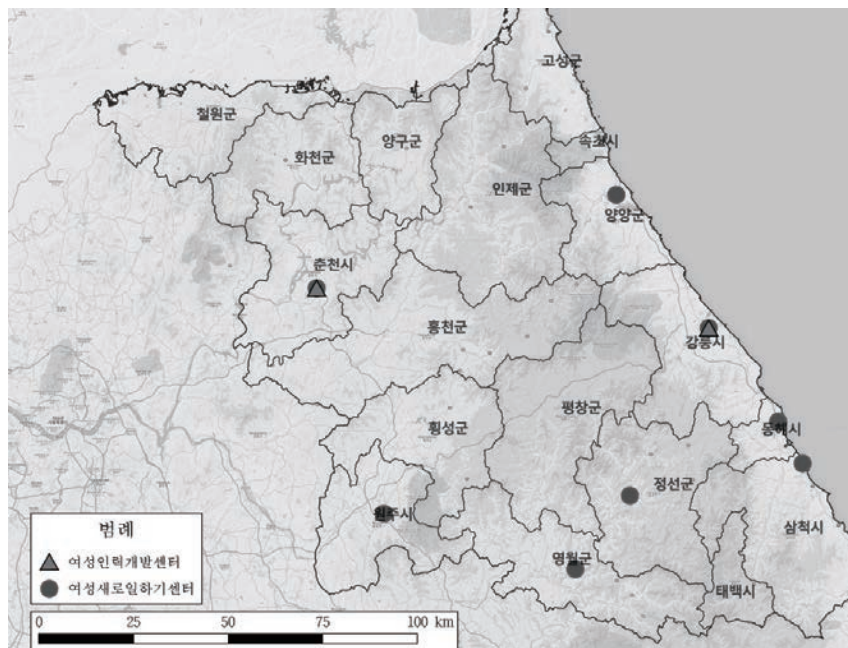 고성군
철원군
양구군
속초시
화천군
인제군
양양군
춘천시
홍천군
강릉시
평창군
횡성군
동해시
정선군
원주시
삼척시
영월군
태백시
범례
여성인력개발센터
여성새로일하기센터
0 25 50 75 100 km